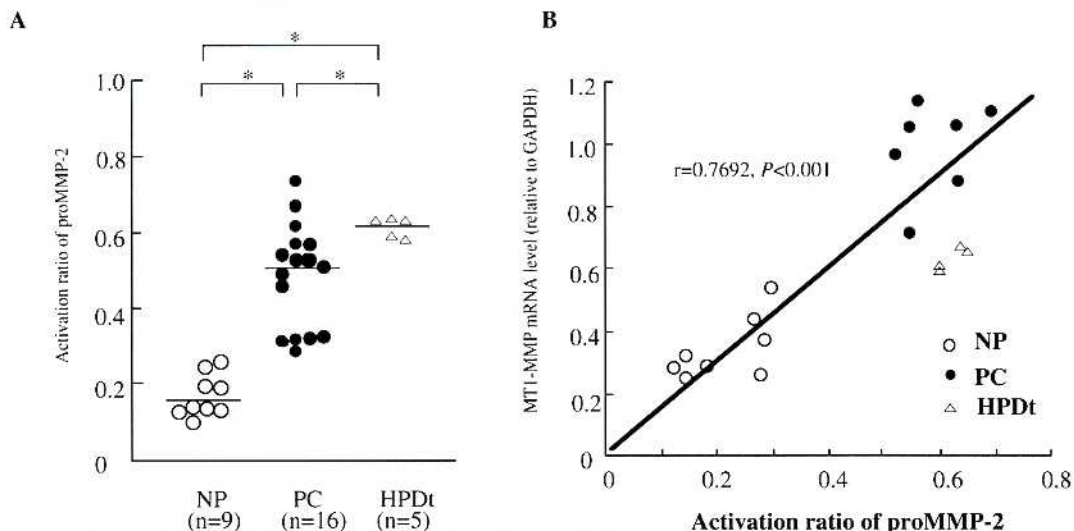 A
Activation ratio of proMMP-2
1.0
0.8
0.6
0.4
0.2
0
*
*
*
NP
(n=9)
PC
(n=16)
HPDt
(n=5)
B
MT1-MMP mRNA level (relative to GAPDH)
1.2
1.0
0.8
0.6
0.4
0.2
0
r=0.7692, P<0.001
NP
PC
HPDt
0
0.2
0.4
0.6
0.8
Activation ratio of proMMP-2